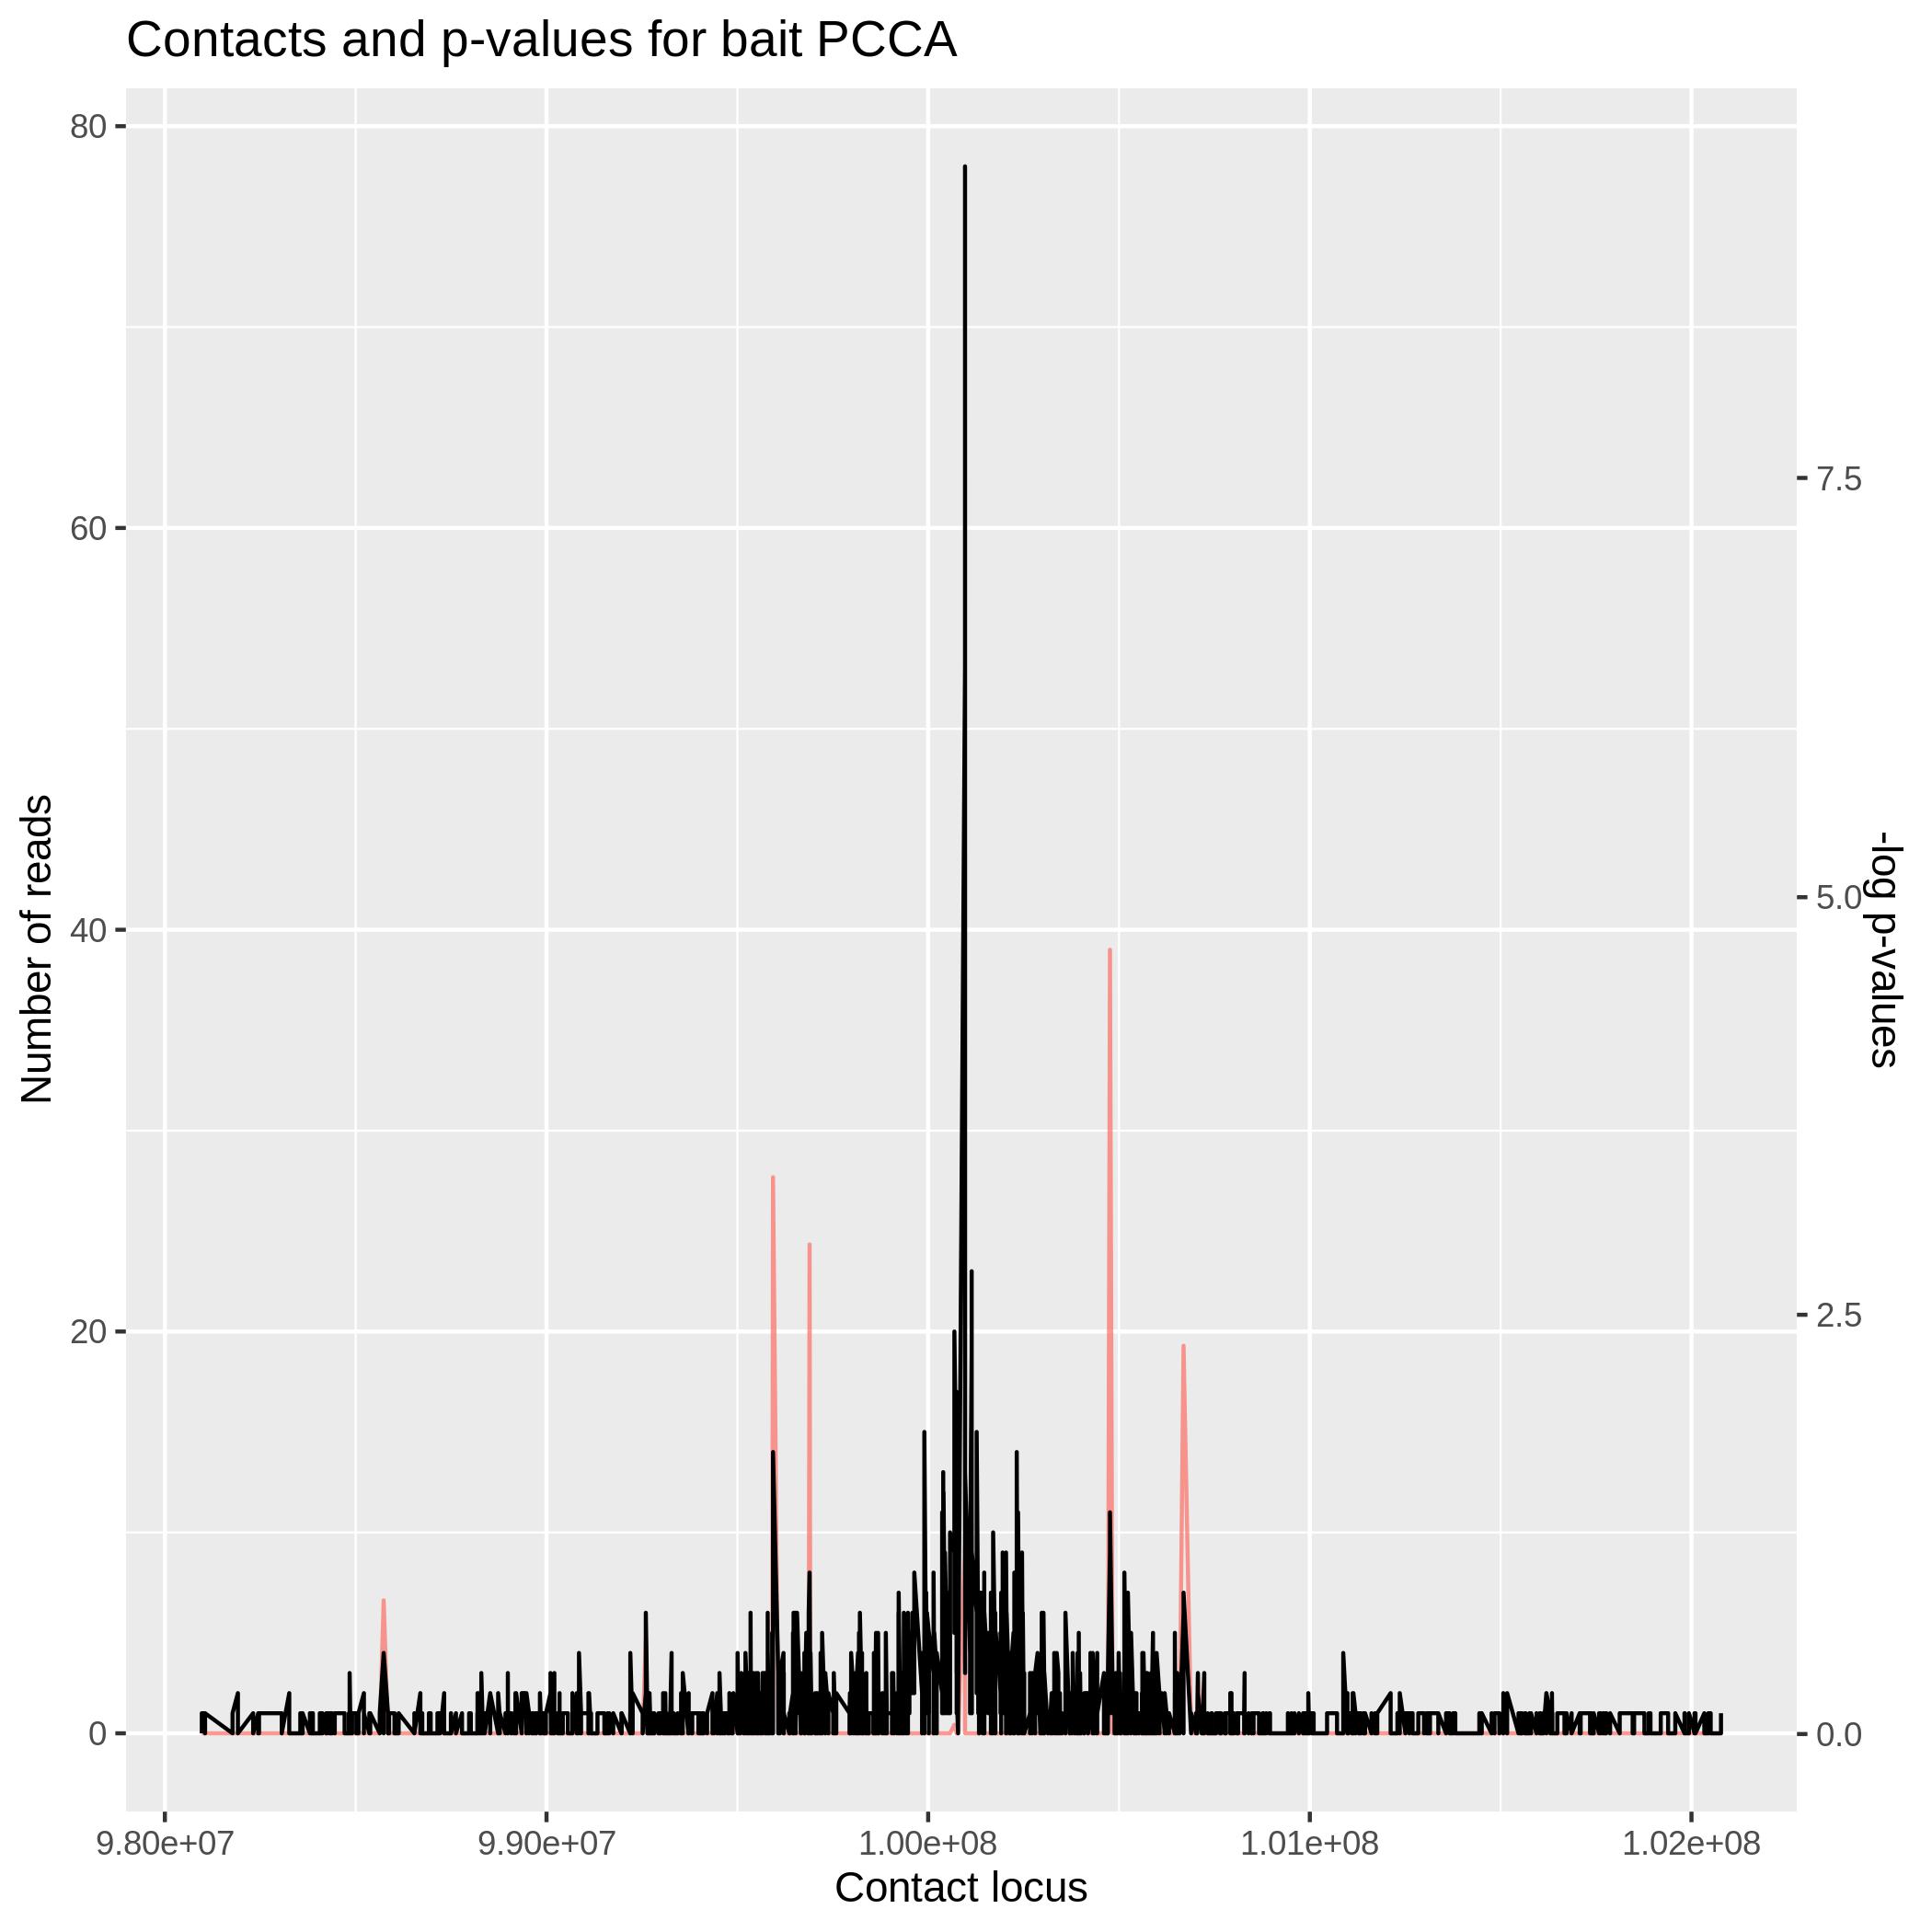 Contacts and p-values for bait PCCA
80
60
40
20
0
Number of reads
7.5
5.0
2.5
0.0
-log p-values
9.80e+07
9.90e+07
1.00e+08
1.01e+08
1.02e+08
Contact locus